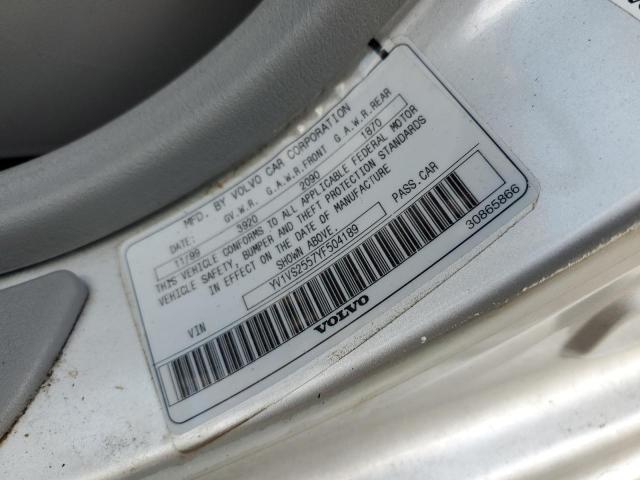 MFD. BY VOLVO CAR CORPORATION
DATE: GV.W.R. G.A.W.R.FRONT G A.W.R.REAR
11/99 3920 2090 1870
THIS VEHICLE CONFORMS TO ALL APPLICABLE FEDERAL MOTOR
VEHICLE SAFETY, BUMPER AND THEFT PROTECTION STANDARDS
IN EFFECT ON THE DATE OF MANUFACTURE
SHOWN ABOVE. PASS.CAR
VIN YV1VS2557YF504189 30865866
VOLVO